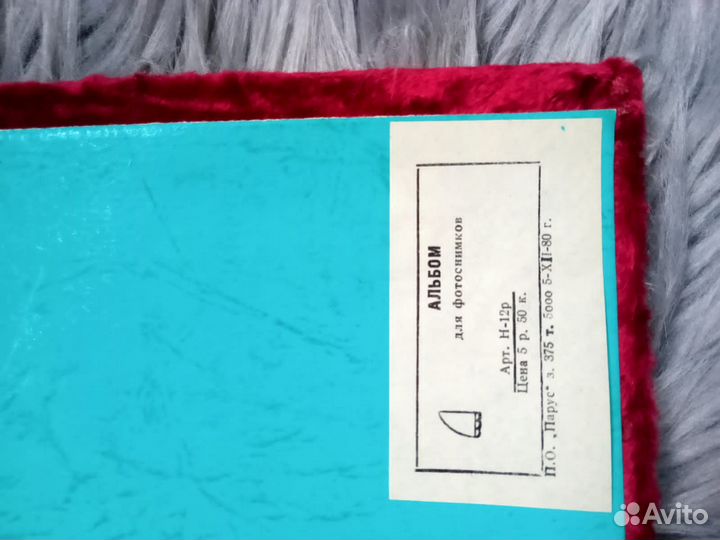 АЛЬБОМ
для фотоснимков
Арт. Н-12р
Цена 5 р. 50 к.
П.О. „Парус" з. 375 т. 5000 5-XII-80 г.
Avito